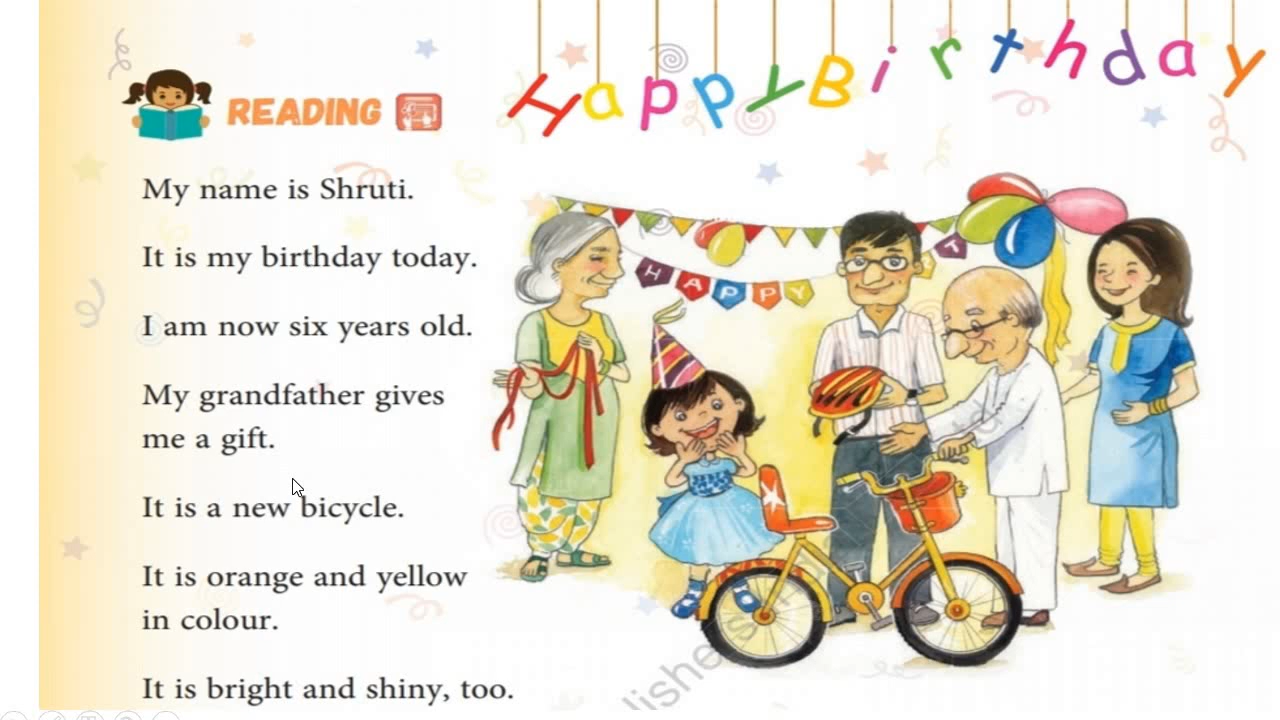 Happy Birthday
READING
My name is Shruti.
It is my birthday today.
I am now six years old.
My grandfather gives
me a gift.
It is a new bicycle.
It is orange and yellow
in colour.
It is bright and shiny, too.
HAPPY